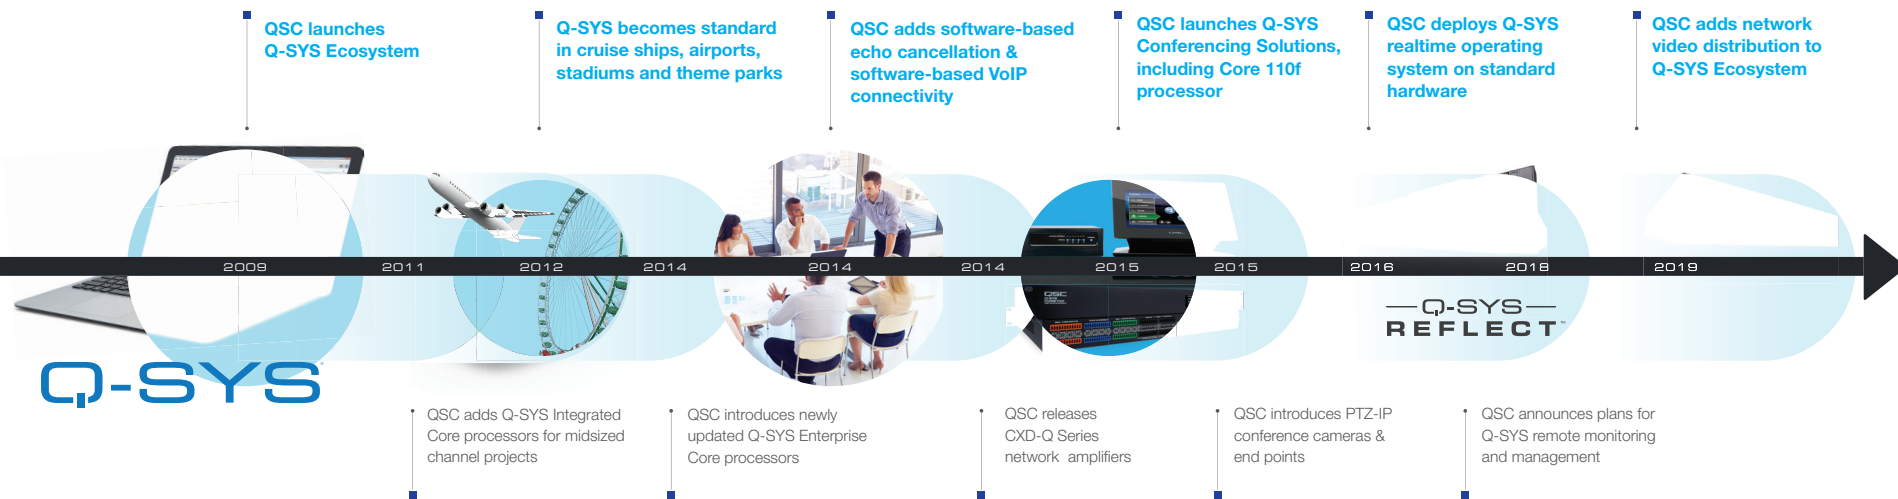 QSC launches
Q-SYS Ecosystem
Q-SYS becomes standard
in cruise ships, airports,
stadiums and theme parks
QSC adds software-based
echo cancellation &
software-based VoIP
connectivity
QSC launches Q-SYS
Conferencing Solutions,
including Core 110f
processor
QSC deploys Q-SYS
realtime operating
system on standard
hardware
QSC adds network
video distribution to
Q-SYS Ecosystem
2009
2011
2012
2014
2014
2014
2015
2015
2016
2018
2019
QSC
Q-SYS
REFLECT™
Q-SYS
QSC adds Q-SYS Integrated
Core processors for midsized
channel projects
QSC introduces newly
updated Q-SYS Enterprise
Core processors
QSC releases
CXD-Q Series
network amplifiers
QSC introduces PTZ-IP
conference cameras &
end points
QSC announces plans for
Q-SYS remote monitoring
and management